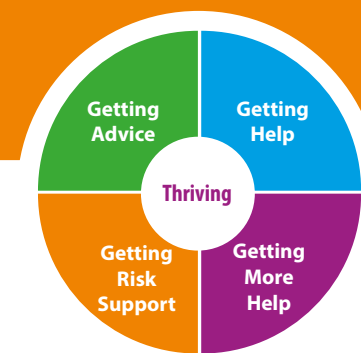 Getting
Advice
Getting
Help
Thriving
Getting
Risk
Support
Getting
More
Help